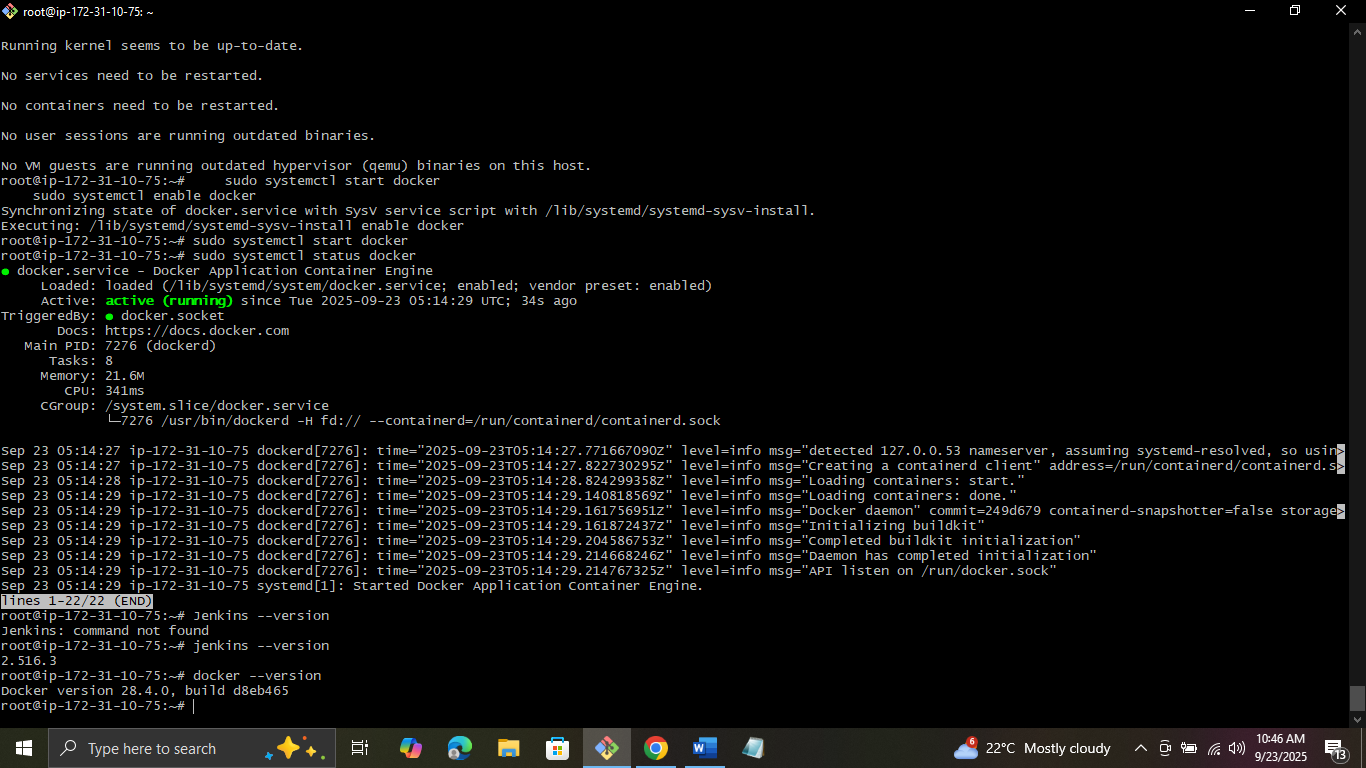 root@ip-172-31-10-75: ~
Running kernel seems to be up-to-date.
No services need to be restarted.
No containers need to be restarted.
No user sessions are running outdated binaries.
No VM guests are running outdated hypervisor (qemu) binaries on this host.
root@ip-172-31-10-75:~#     sudo systemctl start docker
    sudo systemctl enable docker
Synchronizing state of docker.service with SysV service script with /lib/systemd/systemd-sysv-install.
Executing: /lib/systemd/systemd-sysv-install enable docker
root@ip-172-31-10-75:~# sudo systemctl start docker
root@ip-172-31-10-75:~# sudo systemctl status docker
● docker.service - Docker Application Container Engine
     Loaded: loaded (/lib/systemd/system/docker.service; enabled; vendor preset: enabled)
     Active: active (running) since Tue 2025-09-23 05:14:29 UTC; 34s ago
TriggeredBy: ● docker.socket
       Docs: https://docs.docker.com
   Main PID: 7276 (dockerd)
      Tasks: 8
     Memory: 21.6M
        CPU: 341ms
     CGroup: /system.slice/docker.service
             └─7276 /usr/bin/dockerd -H fd:// --containerd=/run/containerd/containerd.sock
Sep 23 05:14:27 ip-172-31-10-75 dockerd[7276]: time="2025-09-23T05:14:27.771667090Z" level=info msg="detected 127.0.0.53 nameserver, assuming systemd-resolved, so usin>
Sep 23 05:14:27 ip-172-31-10-75 dockerd[7276]: time="2025-09-23T05:14:27.822730295Z" level=info msg="Creating a containerd client" address=/run/containerd/containerd.s>
Sep 23 05:14:28 ip-172-31-10-75 dockerd[7276]: time="2025-09-23T05:14:28.824299358Z" level=info msg="Loading containers: start."
Sep 23 05:14:29 ip-172-31-10-75 dockerd[7276]: time="2025-09-23T05:14:29.140818569Z" level=info msg="Loading containers: done."
Sep 23 05:14:29 ip-172-31-10-75 dockerd[7276]: time="2025-09-23T05:14:29.161756951Z" level=info msg="Docker daemon" commit=249d679 containerd-snapshotter=false storage>
Sep 23 05:14:29 ip-172-31-10-75 dockerd[7276]: time="2025-09-23T05:14:29.161872437Z" level=info msg="Initializing buildkit"
Sep 23 05:14:29 ip-172-31-10-75 dockerd[7276]: time="2025-09-23T05:14:29.204586753Z" level=info msg="Completed buildkit initialization"
Sep 23 05:14:29 ip-172-31-10-75 dockerd[7276]: time="2025-09-23T05:14:29.214668246Z" level=info msg="Daemon has completed initialization"
Sep 23 05:14:29 ip-172-31-10-75 dockerd[7276]: time="2025-09-23T05:14:29.214767325Z" level=info msg="API listen on /run/docker.sock"
Sep 23 05:14:29 ip-172-31-10-75 systemd[1]: Started Docker Application Container Engine.
lines 1-22/22 (END)
root@ip-172-31-10-75:~# Jenkins --version
Jenkins: command not found
root@ip-172-31-10-75:~# jenkins --version
2.516.3
root@ip-172-31-10-75:~# docker --version
Docker version 28.4.0, build d8eb465
root@ip-172-31-10-75:~#
Type here to search
6
22°C Mostly cloudy
10:46 AM
9/23/2025
13